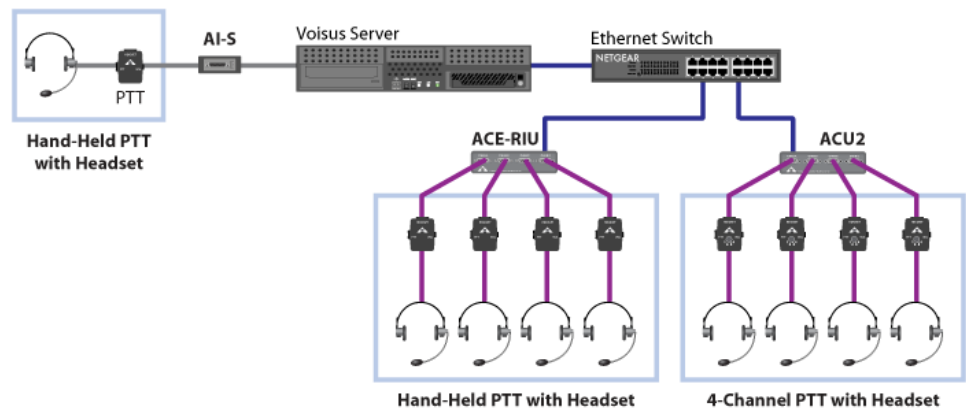 AI-S
Voisus Server
Ethernet Switch
NETGEAR
PTT
Hand-Held PTT
with Headset
ACE-RIU
ACU2
Hand-Held PTT with Headset
4-Channel PTT with Headset